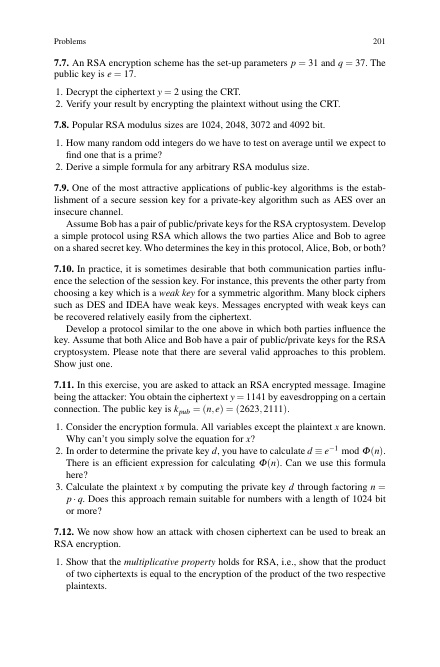 Problems 201
7.7. An RSA encryption scheme has the set-up parameters p = 31 and q = 37. The
public key is e = 17.
1. Decrypt the ciphertext y = 2 using the CRT.
2. Verify your result by encrypting the plaintext without using the CRT.
7.8. Popular RSA modulus sizes are 1024, 2048, 3072 and 4092 bit.
1. How many random odd integers do we have to test on average until we expect to
find one that is a prime?
2. Derive a simple formula for any arbitrary RSA modulus size.
7.9. One of the most attractive applications of public-key algorithms is the estab-
lishment of a secure session key for a private-key algorithm such as AES over an
insecure channel.
Assume Bob has a pair of public/private keys for the RSA cryptosystem. Develop
a simple protocol using RSA which allows the two parties Alice and Bob to agree
on a shared secret key. Who determines the key in this protocol, Alice, Bob, or both?
7.10. In practice, it is sometimes desirable that both communication parties influ-
ence the selection of the session key. For instance, this prevents the other party from
choosing a key which is a weak key for a symmetric algorithm. Many block ciphers
such as DES and IDEA have weak keys. Messages encrypted with weak keys can
be recovered relatively easily from the ciphertext.
Develop a protocol similar to the one above in which both parties influence the
key. Assume that both Alice and Bob have a pair of public/private keys for the RSA
cryptosystem. Please note that there are several valid approaches to this problem.
Show just one.
7.11. In this exercise, you are asked to attack an RSA encrypted message. Imagine
being the attacker: You obtain the ciphertext y = 1141 by eavesdropping on a certain
connection. The public key is k_pub = (n, e) = (2623, 2111).
1. Consider the encryption formula. All variables except the plaintext x are known.
Why can't you simply solve the equation for x?
2. In order to determine the private key d, you have to calculate d ≡ e⁻¹ mod Φ(n).
There is an efficient expression for calculating Φ(n). Can we use this formula
here?
3. Calculate the plaintext x by computing the private key d through factoring n =
p · q. Does this approach remain suitable for numbers with a length of 1024 bit
or more?
7.12. We now show how an attack with chosen ciphertext can be used to break an
RSA encryption.
1. Show that the multiplicative property holds for RSA, i.e., show that the product
of two ciphertexts is equal to the encryption of the product of the two respective
plaintexts.